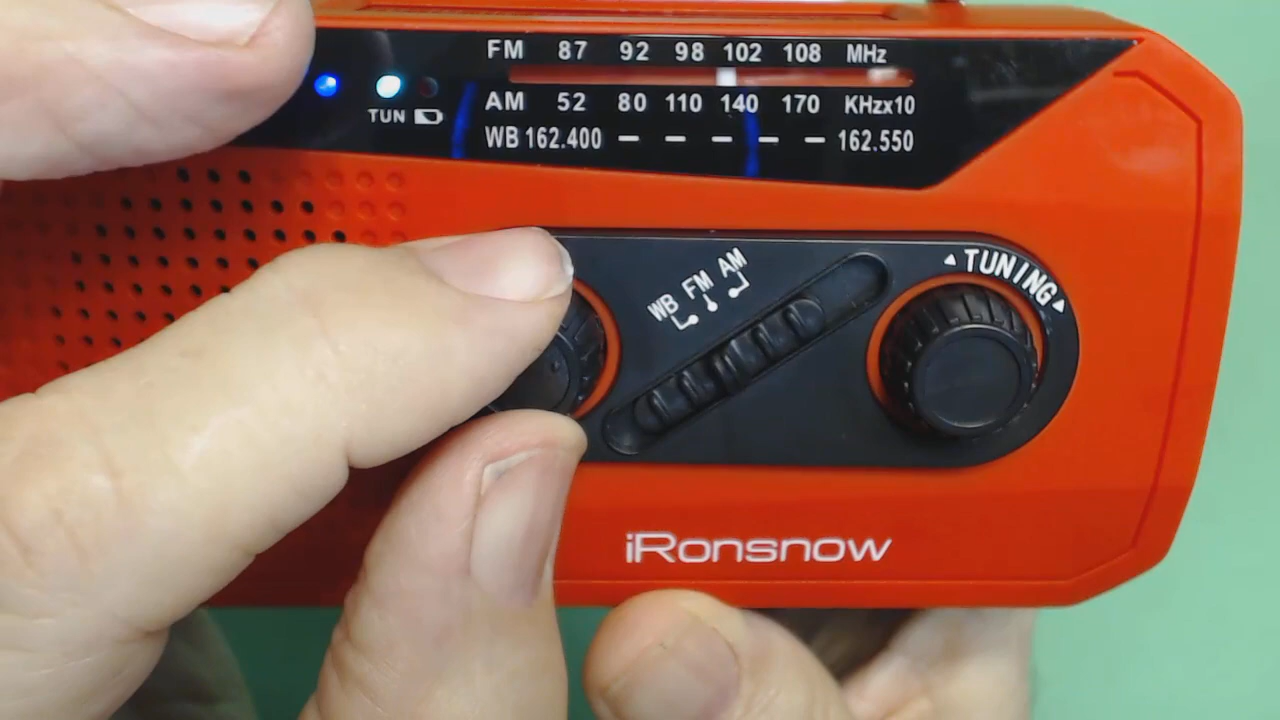 FM 87 92 98 102 108 MHz
TUN
AM 52 80 110 140 170 KHzx10
WB 162.400 – – – – – 162.550
WB FM AM
TUNING
iRonsnow